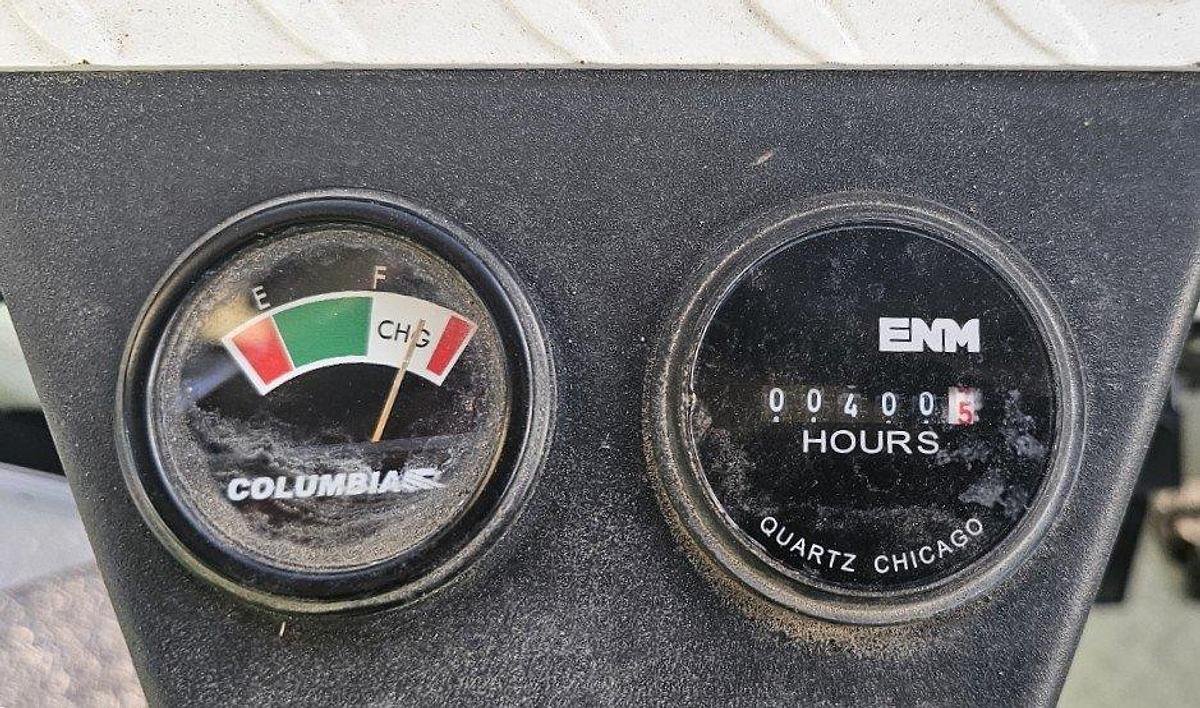 E
F
CHG
COLUMBIA
ENM
004005
HOURS
QUARTZ CHICAGO